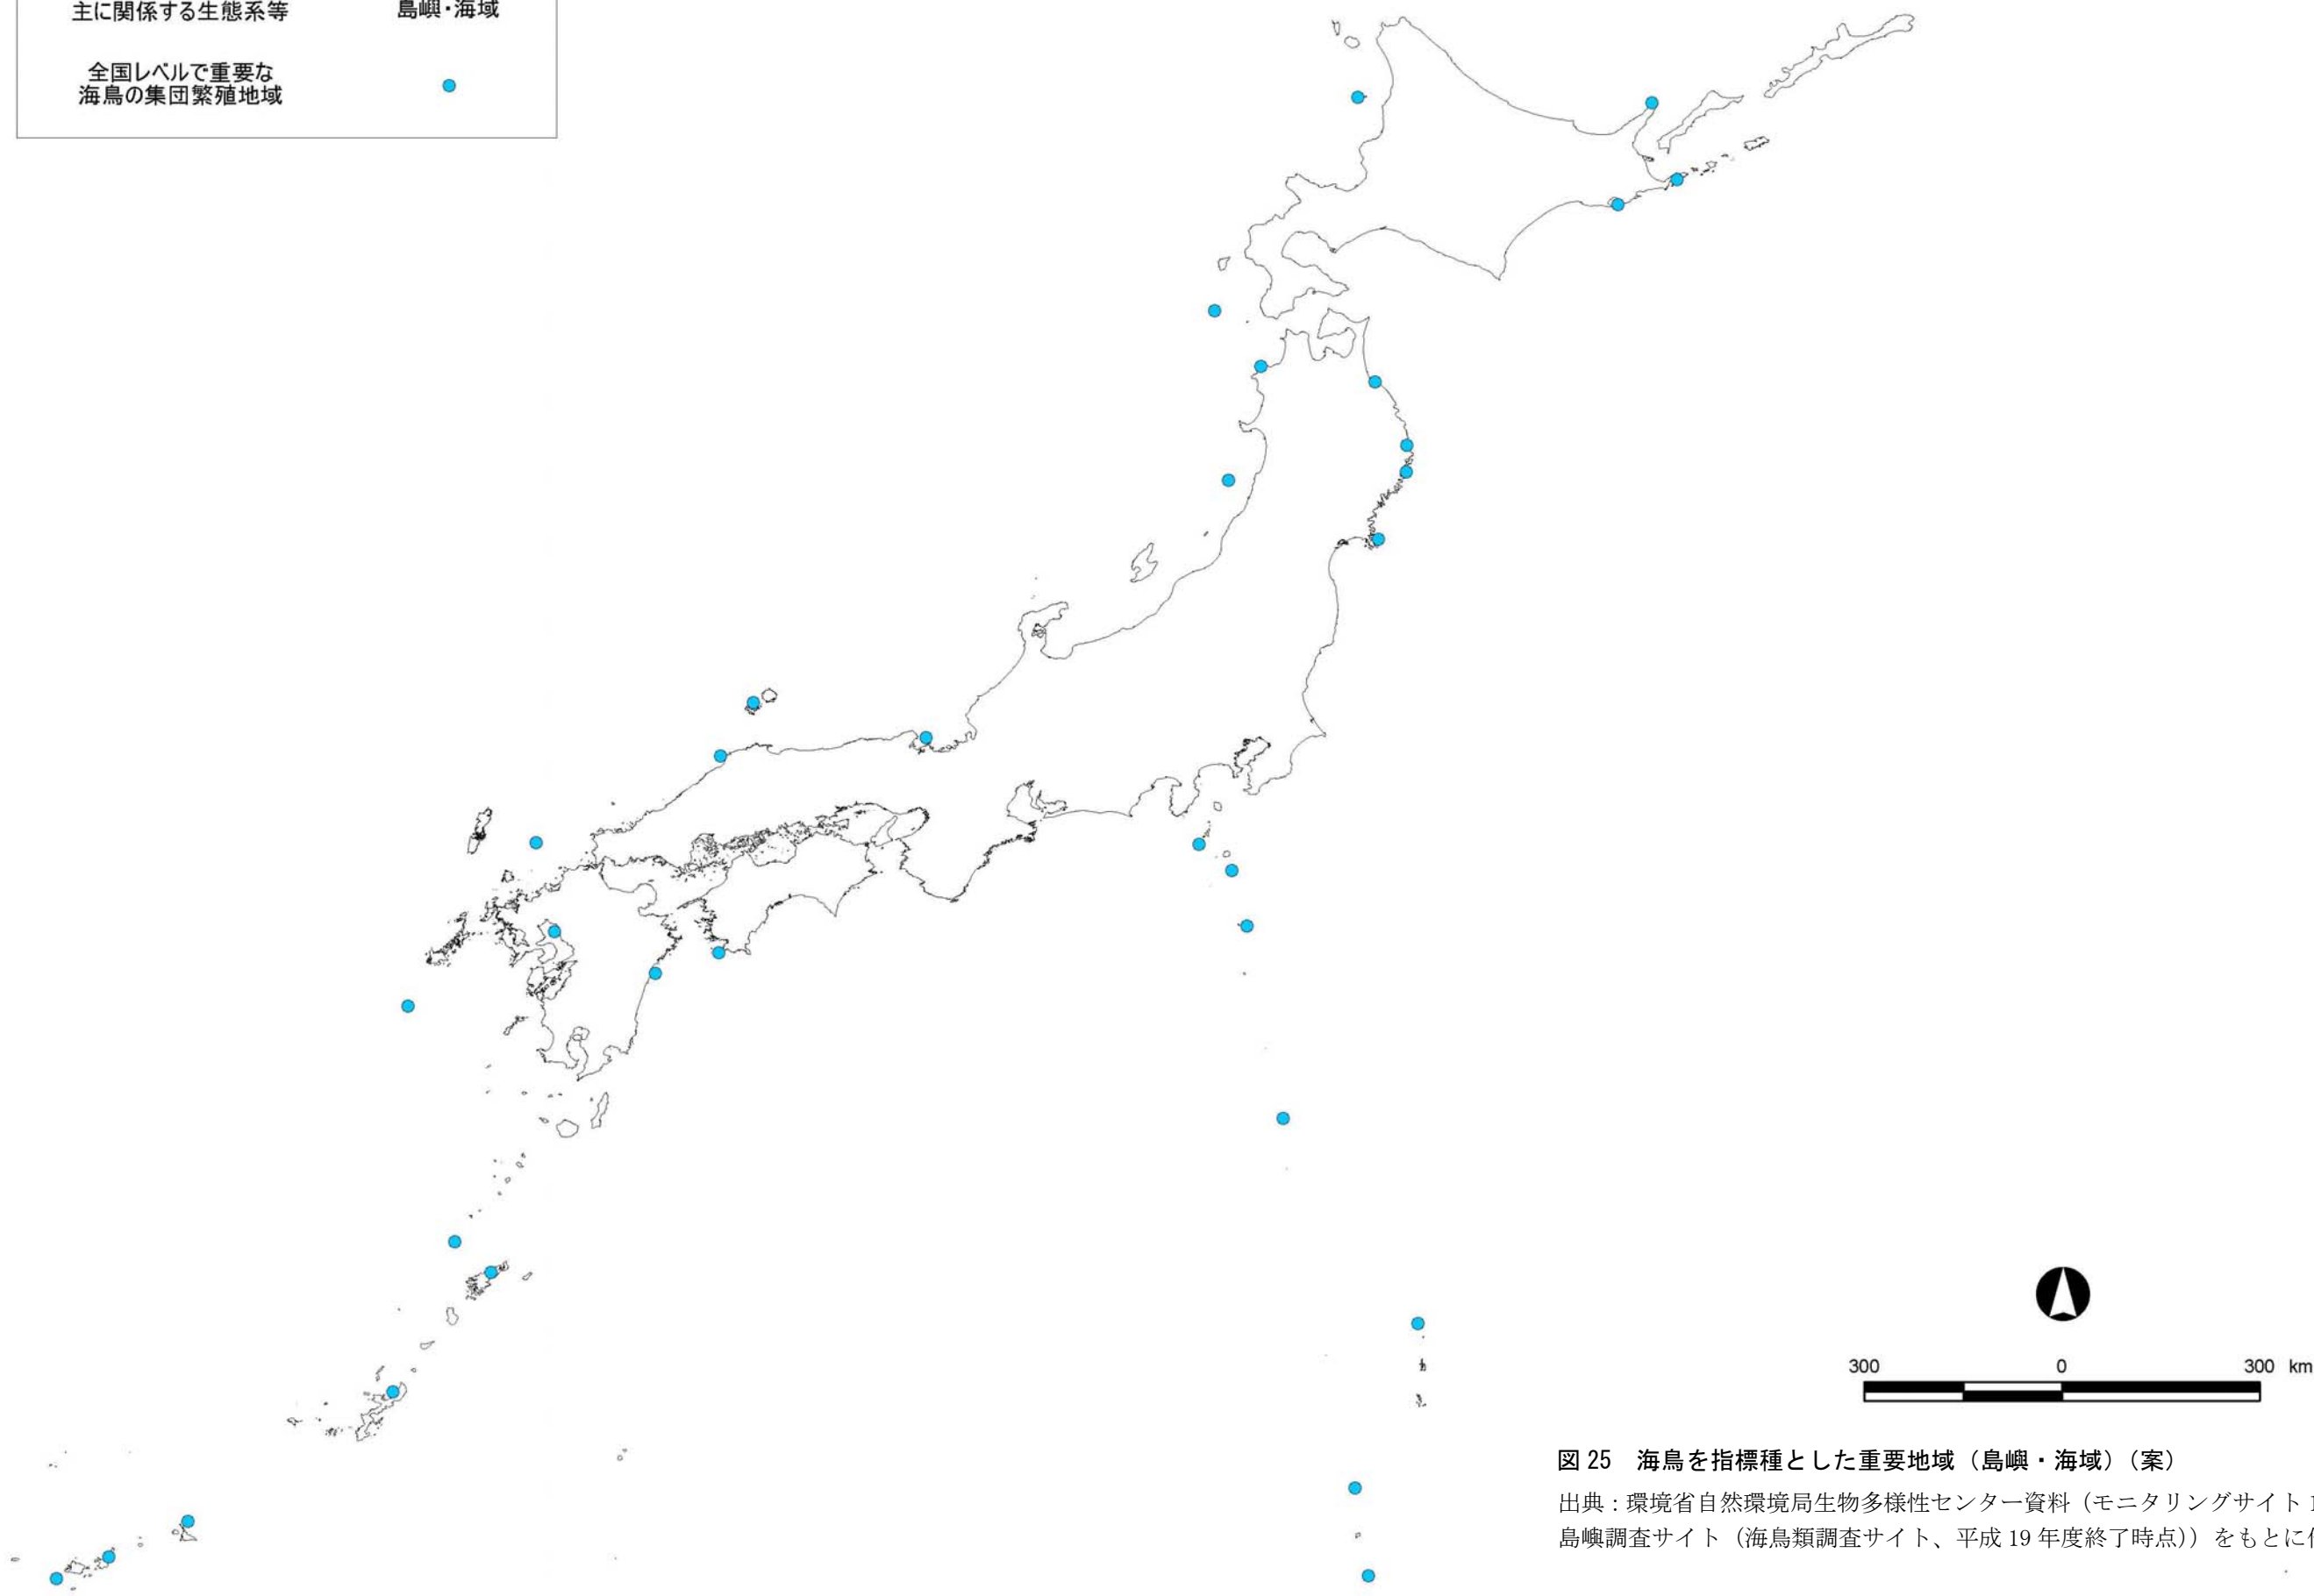 主に関係する生態系等
島嶼・海域
全国レベルで重要な
海鳥の集団繁殖地域
300 0 300 km
図 25 海鳥を指標種とした重要地域（島嶼・海域）（案）
出典：環境省自然環境局生物多様性センター資料（モニタリングサイト
島嶼調査サイト（海鳥類調査サイト、平成 19 年度終了時点））をもとに